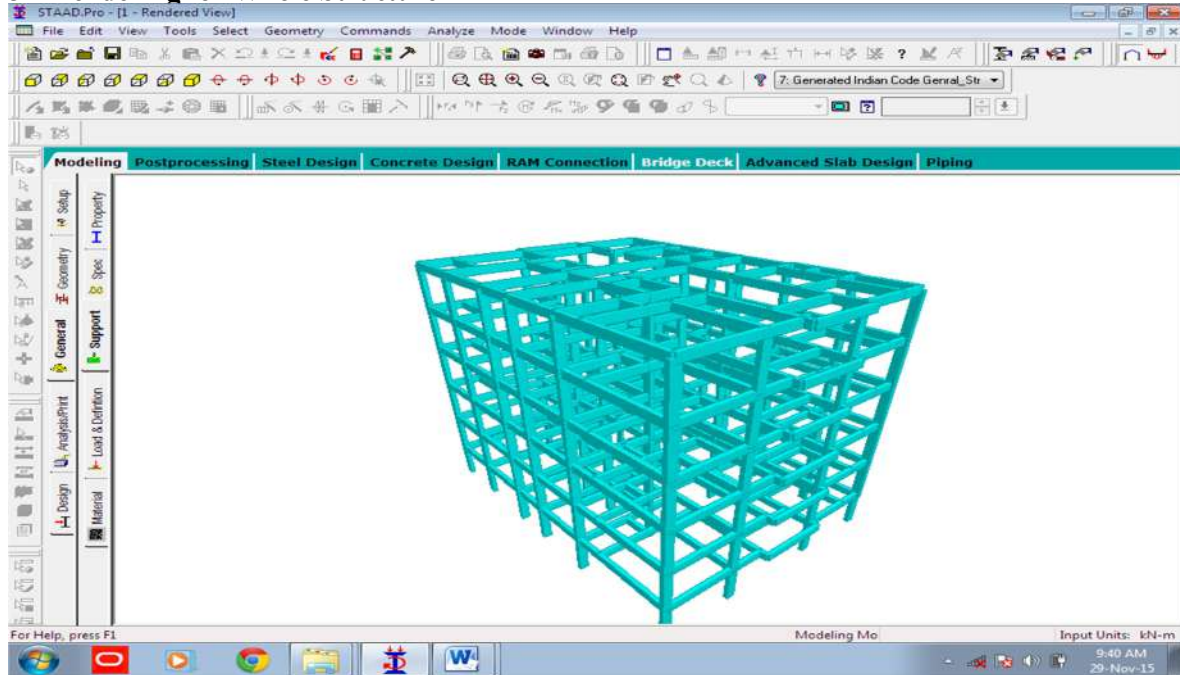 STAAD.Pro - [1 - Rendered View]
File Edit View Tools Select Geometry Commands Analyze Mode Window Help
7: Generated Indian Code Genral_Str
Modeling Postprocessing Steel Design Concrete Design RAM Connection Bridge Deck Advanced Slab Design Piping
Setup
Geometry
General
Analysis/Print
Design
Property
Spec
Support
Load & Definition
Material
For Help, press F1
Modeling Mo
Input Units: kN-m
9:40 AM
29-Nov-15